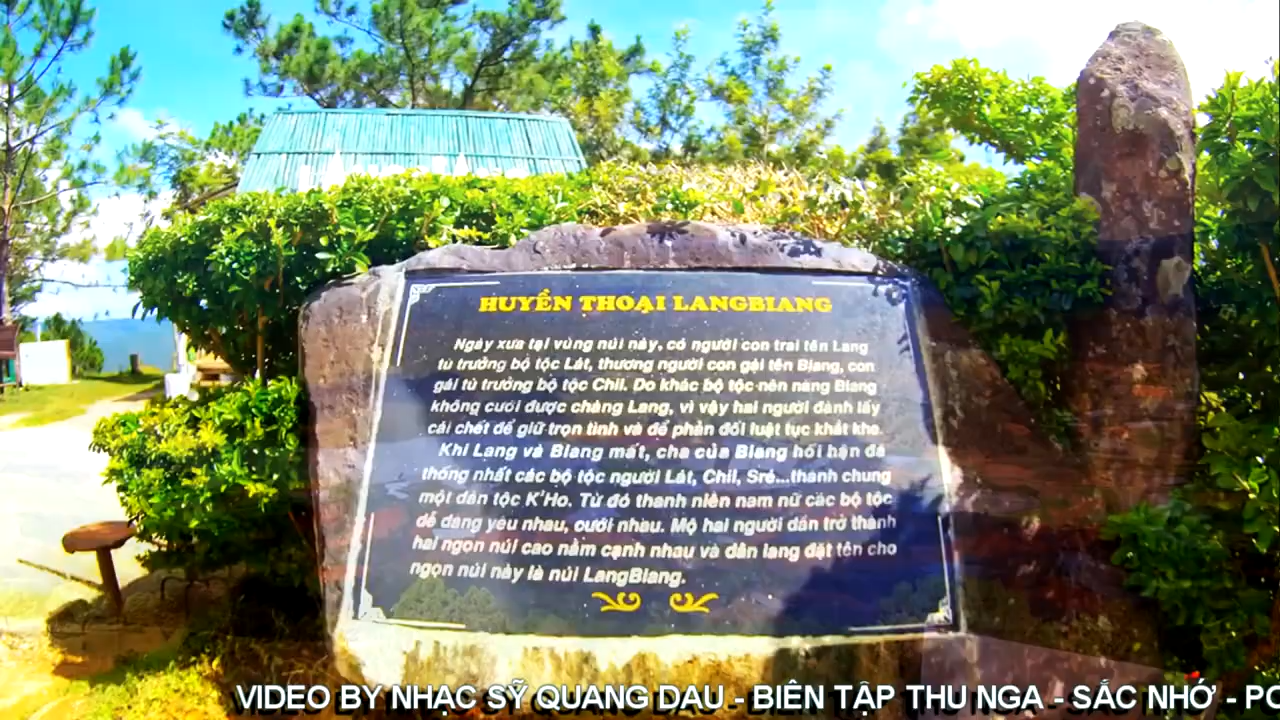 HUYỀN THOẠI LANGBIANG
Ngày xưa tại vùng núi này, có người con trai tên Lang
tù trưởng bộ tộc Lát, thương người con gái tên Biang, con
gái tù trưởng bộ tộc Chil. Do khác bộ tộc nên nàng Biang
không cưới được chàng Lang, vì vậy hai người đành lấy
cái chết để giữ trọn tình và để phản đối luật tục khắt khe.
Khi Lang và Biang mất, cha của Biang hối hận đã
thống nhất các bộ tộc người Lát, Chil, Srê...thành chung
một dân tộc K'Ho. Từ đó thanh niên nam nữ các bộ tộc
dễ dàng yêu nhau, cưới nhau. Mộ hai người dần trở thành
hai ngọn núi cao nằm cạnh nhau và dân làng đặt tên cho
ngọn núi này là núi LangBiang.
VIDEO BY NHẠC SỸ QUANG DAU - BIÊN TẬP THU NGA - SẮC NHỚ - PC